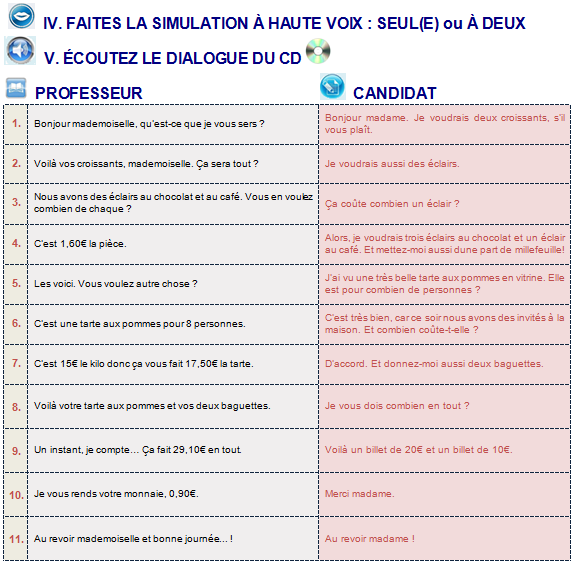 IV. FAITES LA SIMULATION À HAUTE VOIX : SEUL(E) ou À DEUX
V. ÉCOUTEZ LE DIALOGUE DU CD
PROFESSEUR
CANDIDAT
1. Bonjour mademoiselle, qu'est-ce que je vous sers ?
Bonjour madame. Je voudrais deux croissants, s'il
vous plaît.
2. Voilà vos croissants, mademoiselle. Ça sera tout ?
Je voudrais aussi des éclairs.
3. Nous avons des éclairs au chocolat et au café. Vous en voulez
combien de chaque ?
Ça coûte combien un éclair ?
4. C'est 1,60€ la pièce.
Alors, je voudrais trois éclairs au chocolat et un éclair
au café. Et mettez-moi aussi dune part de millefeuille!
5. Les voici. Vous voulez autre chose ?
J'ai vu une très belle tarte aux pommes en vitrine. Elle
est pour combien de personnes ?
6. C'est une tarte aux pommes pour 8 personnes.
C'est très bien, car ce soir nous avons des invités à la
maison. Et combien coûte-t-elle ?
7. C'est 15€ le kilo donc ça vous fait 17,50€ la tarte.
D'accord. Et donnez-moi aussi deux baguettes.
8. Voilà votre tarte aux pommes et vos deux baguettes.
Je vous dois combien en tout ?
9. Un instant, je compte... Ça fait 29,10€ en tout.
Voilà un billet de 20€ et un billet de 10€.
10. Je vous rends votre monnaie, 0,90€.
Merci madame.
11. Au revoir mademoiselle et bonne journée... !
Au revoir madame !